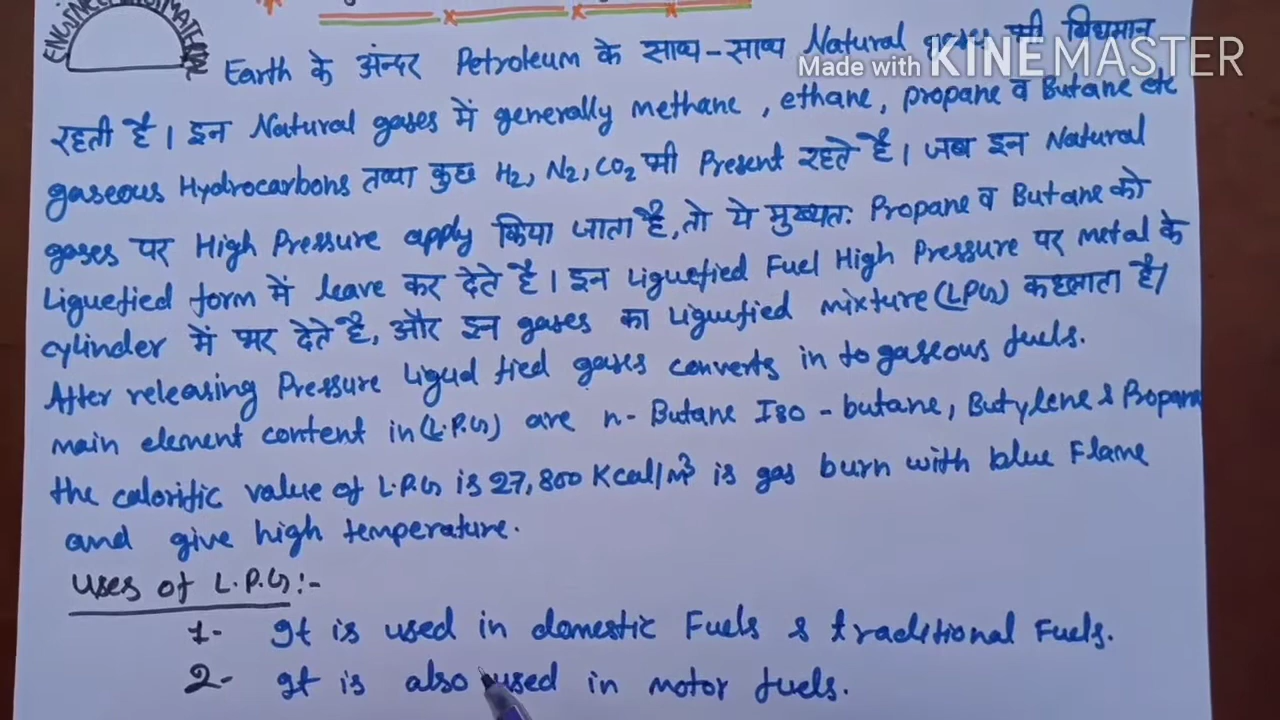 Made with KINEMASTER
Earth के अंन्दर Petroleum के साथ-साथ Natural gases भी विद्यमान
रहती है। इन Natural gases में generally methane, ethane, propane व Butane etc
gaseous Hydrocarbons तथा कुछ H2, N2, CO2 भी Present रहते है। जब इन Natural
gases पर High Pressure apply किया जाता है, तो ये मुख्यतः Propane व Butane को
Liguefied form में leave कर देते है। इन Liguefied Fuel High Pressure पर metal के
cylinder में भर देते है, और इन gases का Liguefied mixture (LPG) कहलाता है।
After releasing Pressure Ligud fied gases converts in to gaseous fuels.
main element content in (L.P.G) are n-Butane Iso-butane, Butylene & Propane
the calorific value of L.P.G is 27,800 Kcal/m³ is gas burn with blue Flame
and give high temperature.
Uses of L.P.G:-
1- It is used in domestic Fuels & traditional Fuels.
2- It is also used in motor fuels.